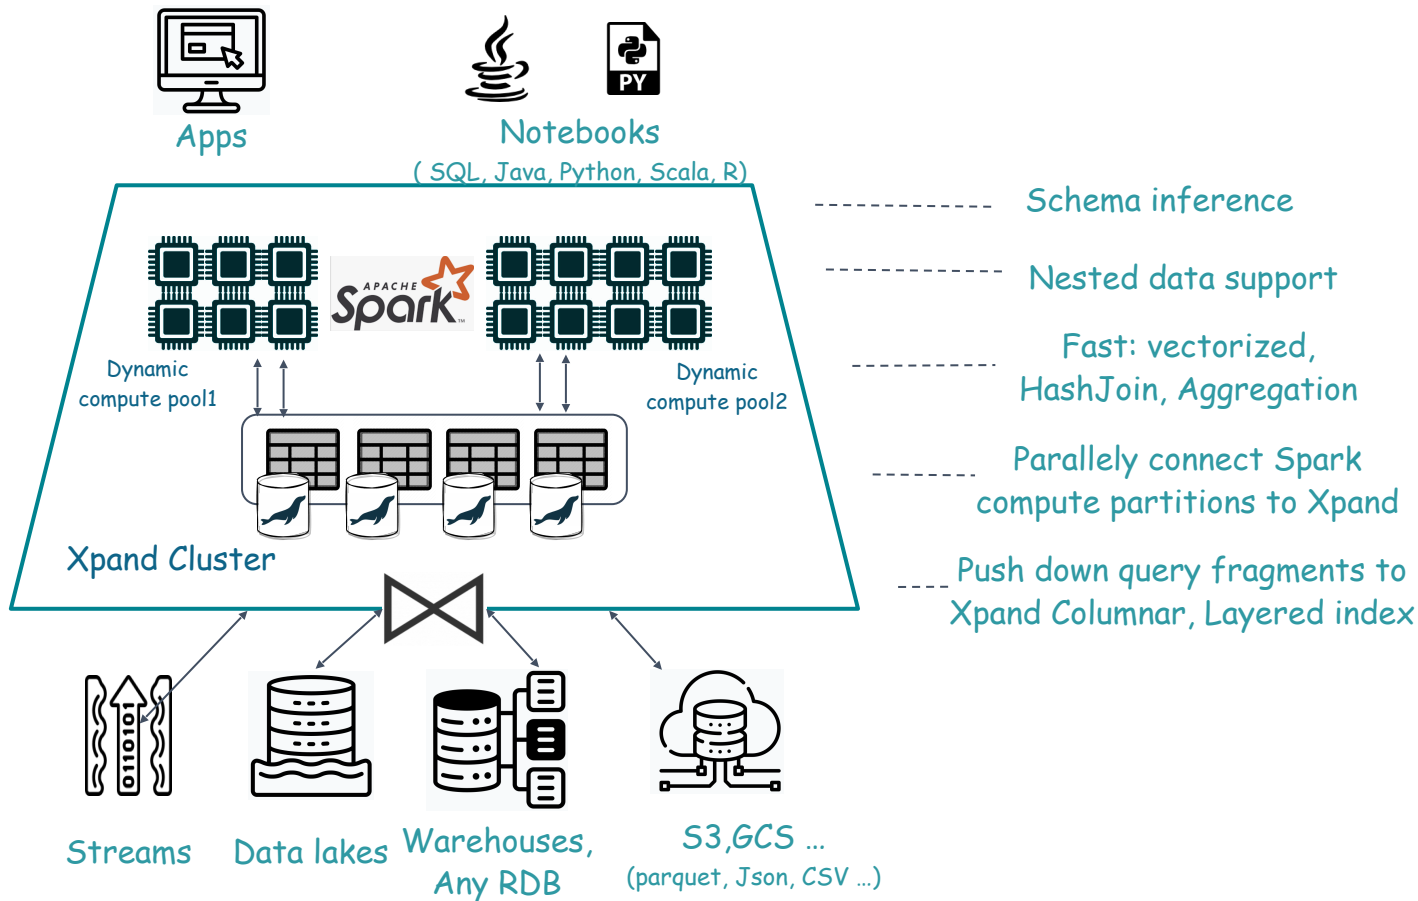 PY
Apps
Notebooks
( SQL, Java, Python, Scala, R)
Schema inference
APACHE
Spark™
Nested data support
Dynamic
compute pool1
Dynamic
compute pool2
Fast: vectorized,
HashJoin, Aggregation
Parallely connect Spark
compute partitions to Xpand
Xpand Cluster
Push down query fragments to
Xpand Columnar, Layered index
0110101
Streams
Data lakes
Warehouses,
Any RDB
S3,GCS ...
(parquet, Json, CSV ...)